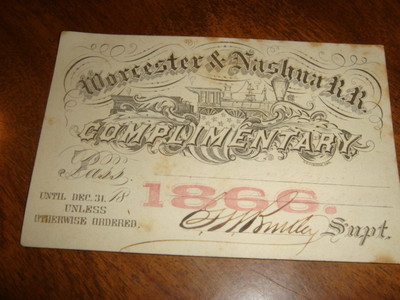 Worcester & Nashua R.R.
COMPLIMENTARY.
Pass
UNTIL DEC. 31, 18
UNLESS
OTHERWISE ORDERED.
1866.
Supt.